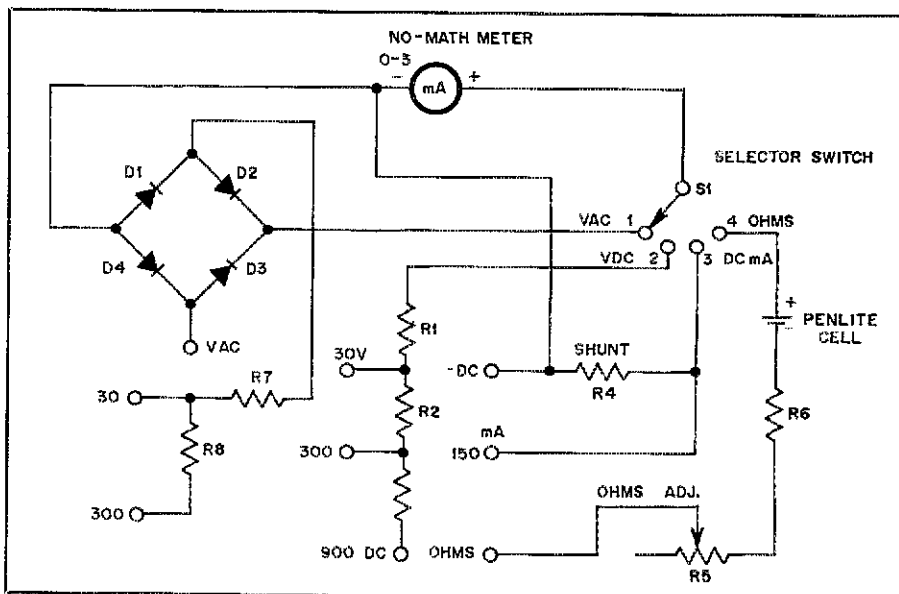 NO-MATH METER
0-3
- mA +
SELECTOR SWITCH
D1 D2
S1
VAC 1
4 OHMS
D4 D3
VDC 2
3 DC mA
+
PENLITE
CELL
VAC
R1
30V
-DC
SHUNT
R4
R7
30
R2
R6
R8
mA
300
150
300
OHMS ADJ.
900 DC
OHMS
R5